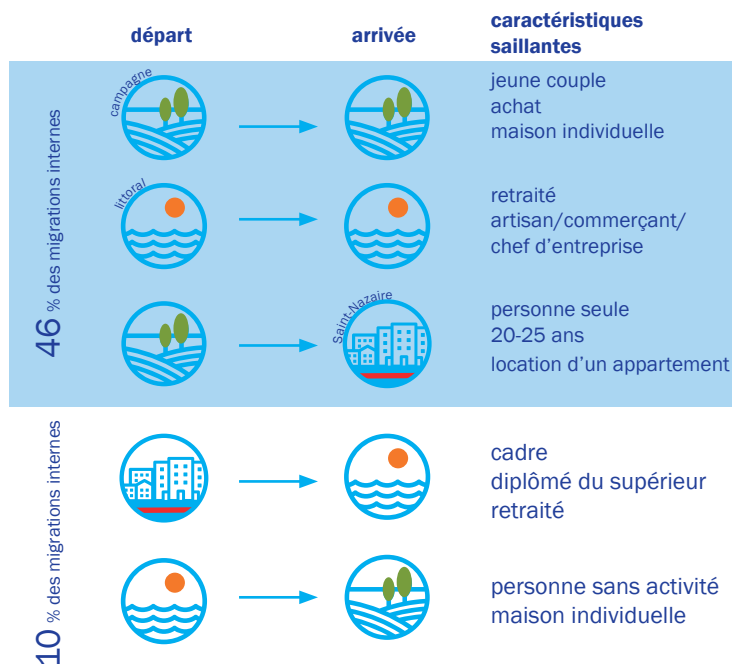 départ
arrivée
caractéristiques
saillantes
46 % des migrations internes
campagne
jeune couple
achat
maison individuelle
littoral
retraité
artisan/commerçant/
chef d’entreprise
Saint-Nazaire
personne seule
20-25 ans
location d’un appartement
10 % des migrations internes
cadre
diplômé du supérieur
retraité
personne sans activité
maison individuelle